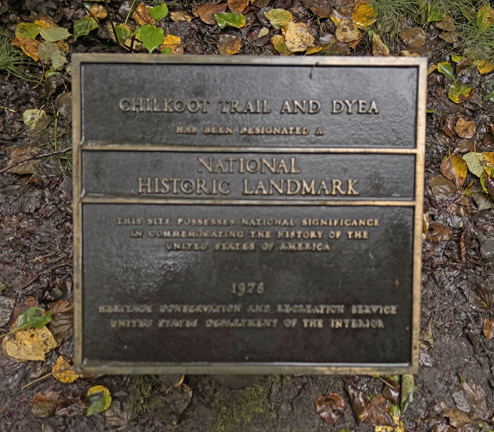 CHILKOOT TRAIL AND DYEA
HAS BEEN DESIGNATED A
NATIONAL
HISTORIC LANDMARK
THIS SITE POSSESSES NATIONAL SIGNIFICANCE
IN COMMEMORATING THE HISTORY OF THE
UNITED STATES OF AMERICA
1978
HERITAGE CONSERVATION AND RECREATION SERVICE
UNITED STATES DEPARTMENT OF THE INTERIOR